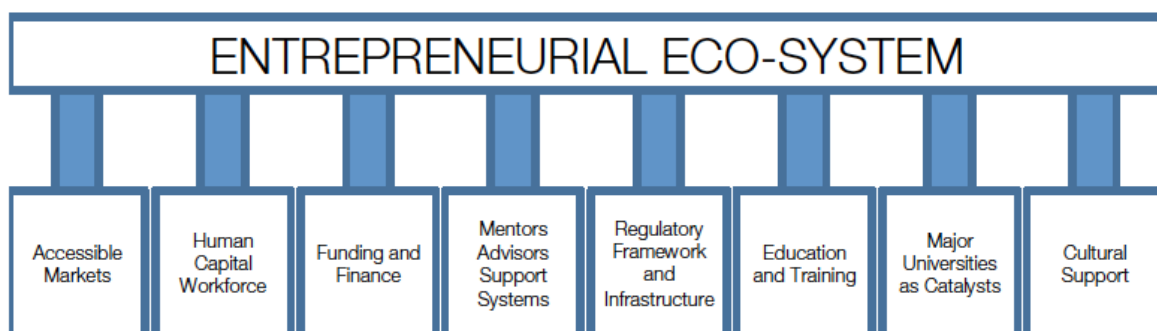 ENTREPRENEURIAL ECO-SYSTEM
Accessible
Markets
Human
Capital
Workforce
Funding and
Finance
Mentors
Advisors
Support
Systems
Regulatory
Framework
and
Infrastructure
Education
and Training
Major
Universities
as Catalysts
Cultural
Support